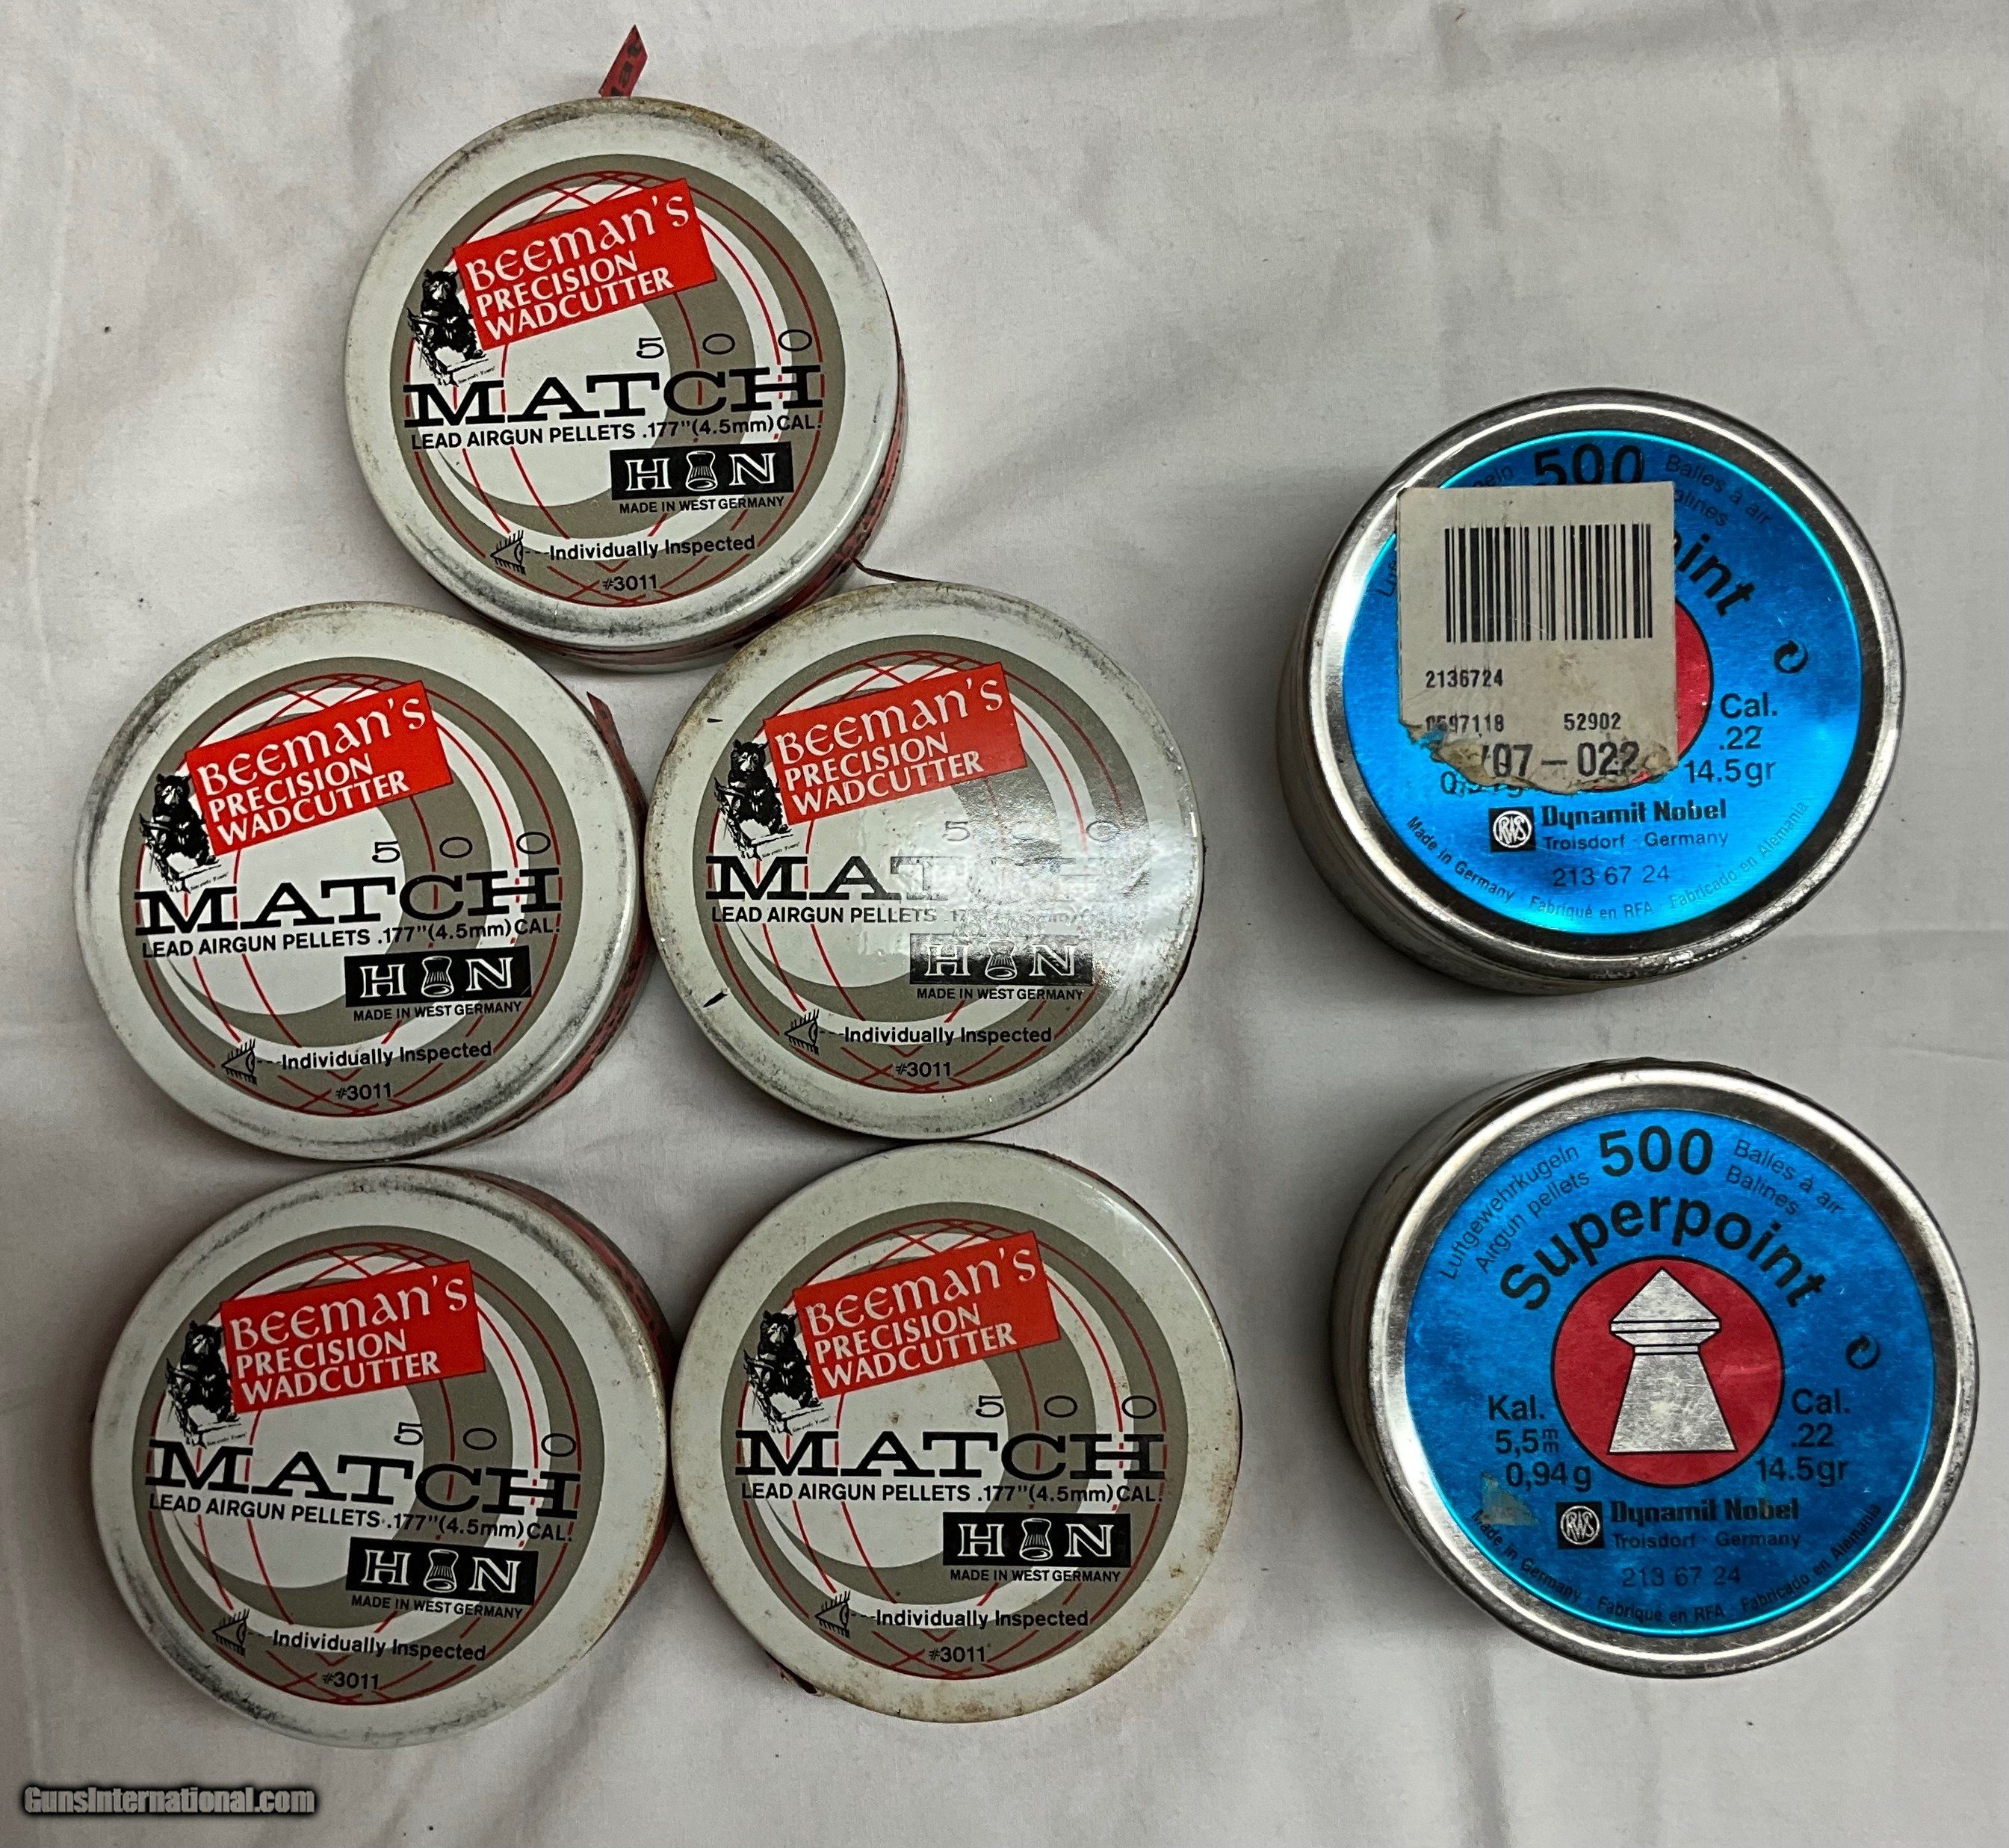 at
BEEMAN'S
PRECISION
WADCUTTER
500
MATCH
LEAD AIRGUN PELLETS .177"(4.5mm)CAL.
H N
MADE IN WEST GERMANY
Individually Inspected
#3011
BEEMAN'S
PRECISION
WADCUTTER
500
MATCH
LEAD AIRGUN PELLETS .177"(4.5mm)CAL.
H N
MADE IN WEST GERMANY
Individually Inspected
#3011
BEEMAN'S
PRECISION
WADCUTTER
500
MATCH
LEAD AIRGUN PELLETS
H N
MADE IN WEST GERMANY
Individually Inspected
#3011
BEEMAN'S
PRECISION
WADCUTTER
500
MATCH
LEAD AIRGUN PELLETS .177"(4.5mm)CAL.
H N
MADE IN WEST GERMANY
Individually Inspected
#3011
BEEMAN'S
PRECISION
WADCUTTER
500
MATCH
LEAD AIRGUN PELLETS .177"(4.5mm)CAL.
H N
MADE IN WEST GERMANY
Individually Inspected
#3011
500
Balles à air
2136724
52902
07-022
Cal.
.22
14.5gr
RWS
Dynamit Nobel
Troisdorf · Germany
213 67 24
Made in Germany · Fabriqué en RFA · Fabricado en Alemania
Luftgewehrkugeln
Airgun pellets
500
Balles à air
Balines
Superpoint
Kal.
5,5mm
0,94g
Cal.
.22
14.5gr
RWS
Dynamit Nobel
Troisdorf · Germany
213 67 24
Made in Germany · Fabriqué en RFA · Fabricado en Alemania
GunsInternational.com